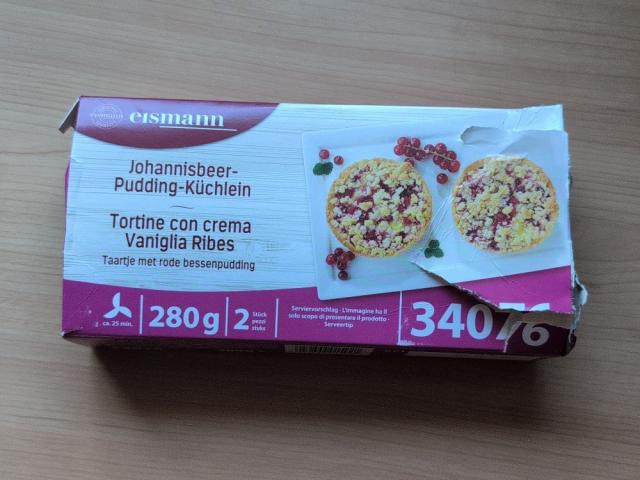 eismann
eismann
Johannisbeer-
Pudding-Küchlein
Tortine con crema
Vaniglia Ribes
Taartje met rode bessenpudding
ca. 25 min.
280g
2
Stück
pezzi
stuks
Serviervorschlag · L'immagine ha il
solo scopo di presentare il prodotto ·
Serveertip
34076